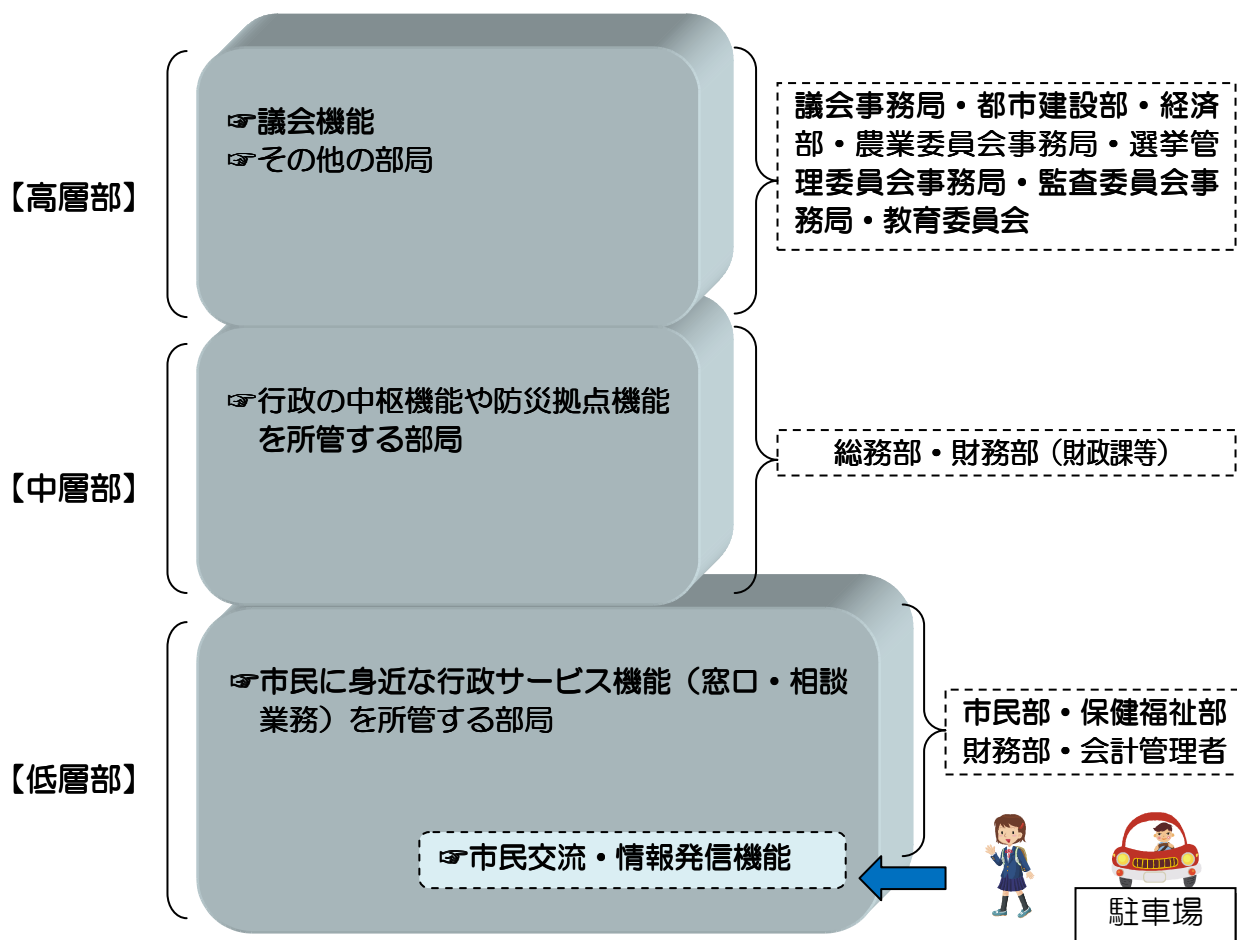 【高層部】
☞議会機能
☞その他の部局
議会事務局・都市建設部・経済
部・農業委員会事務局・選挙管
理委員会事務局・監査委員会事
務局・教育委員会
【中層部】
☞行政の中枢機能や防災拠点機能
を所管する部局
総務部・財務部（財政課等）
【低層部】
☞市民に身近な行政サービス機能（窓口・相談
業務）を所管する部局
市民部・保健福祉部
財務部・会計管理者
☞市民交流・情報発信機能
駐車場